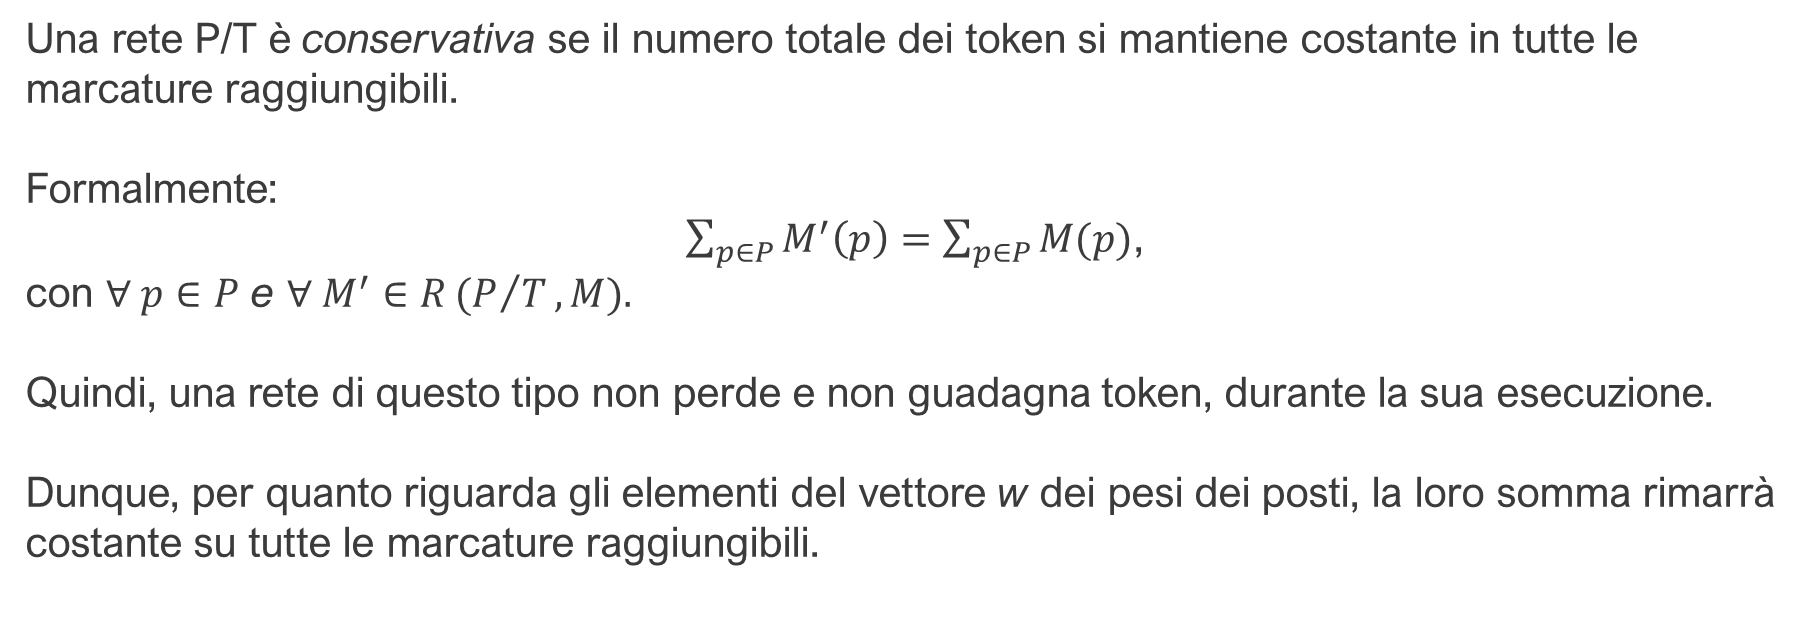 Una rete P/T è conservativa se il numero totale dei token si mantiene costante in tutte le
marcature raggiungibili.
Formalmente:
∑p∈P M′(p) = ∑p∈P M(p),
con ∀ p ∈ P e ∀ M′ ∈ R (P/T , M).
Quindi, una rete di questo tipo non perde e non guadagna token, durante la sua esecuzione.
Dunque, per quanto riguarda gli elementi del vettore w dei pesi dei posti, la loro somma rimarrà
costante su tutte le marcature raggiungibili.